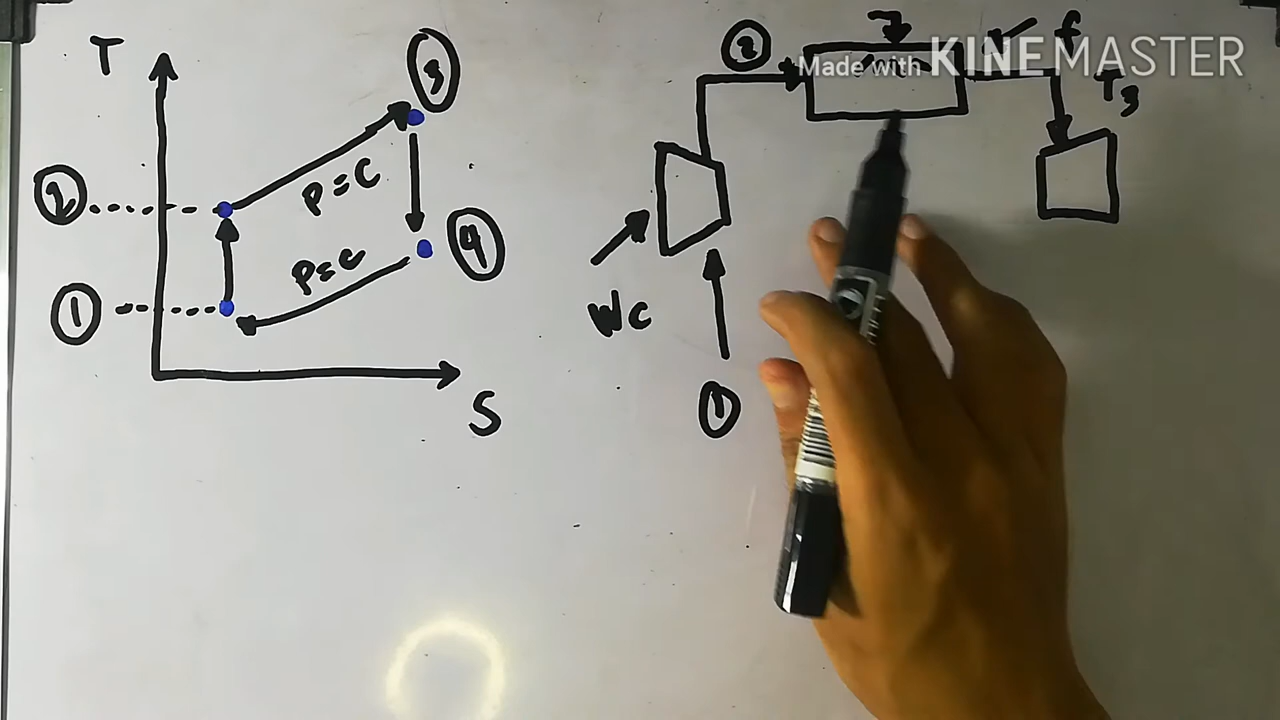 T
③
②
P = C
④
P = C
①
S
②
f
Made with KINEMASTER
T3
WC
①